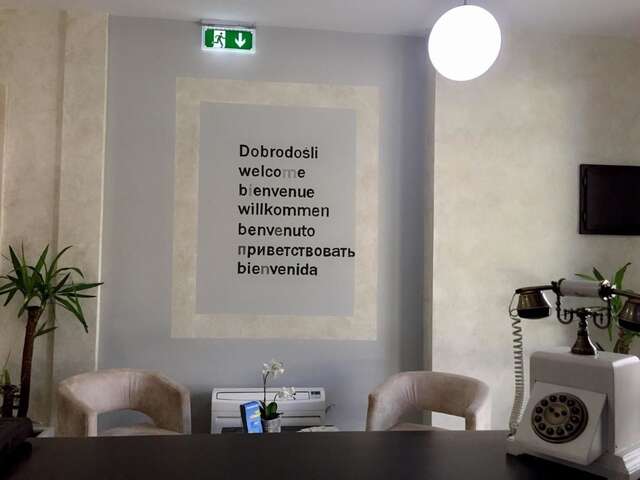 Dobrodošli
welcome
bienvenue
willkommen
benvenuto
приветствовать
bienvenida